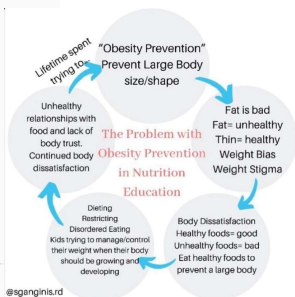 Lifetime spent
trying to
"Obesity Prevention"
Prevent Large Body
size/shape
Fat is bad
Fat= unhealthy
Thin= healthy
Weight Bias
Weight Stigma
Body Dissatisfaction
Healthy foods= good
Unhealthy foods= bad
Eat healthy foods to
prevent a large body
Dieting
Restricting
Disordered Eating
Kids trying to manage/control
their weight when their body
should be growing and
developing
Unhealthy
relationships with
food and lack of
body trust.
Continued body
dissatisfaction
The Problem with
Obesity Prevention
in Nutrition
Education
@sganginis.rd